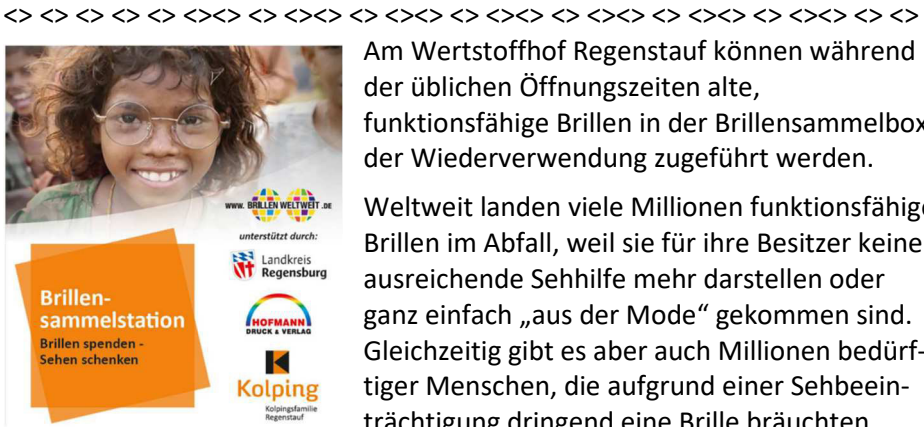 <> <> <> <> <> <><> <> <><> <> <><> <> <><> <> <><> <> <><> <> <><> <> <>
www. BRILLEN WELTWEIT .DE
unterstützt durch:
Landkreis
Regensburg
HOFMANN
DRUCK & VERLAG
Kolping
Kolpingsfamilie
Regenstauf
Brillen-
sammelstation
Brillen spenden -
Sehen schenken
Am Wertstoffhof Regenstauf können während
der üblichen Öffnungszeiten alte,
funktionsfähige Brillen in der Brillensammelbox
der Wiederverwendung zugeführt werden.
Weltweit landen viele Millionen funktionsfähige
Brillen im Abfall, weil sie für ihre Besitzer keine
ausreichende Sehhilfe mehr darstellen oder
ganz einfach „aus der Mode“ gekommen sind.
Gleichzeitig gibt es aber auch Millionen bedürf-
tiger Menschen, die aufgrund einer Sehbeein-
trächtigung dringend eine Brille bräuchten